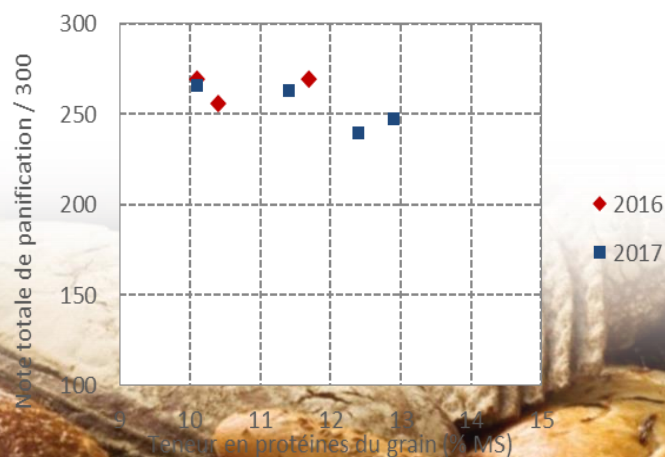 Note totale de panification / 300
300
250
200
150
100
9 10 11 12 13 14 15
Teneur en protéines du grain (% MS)
2016
2017